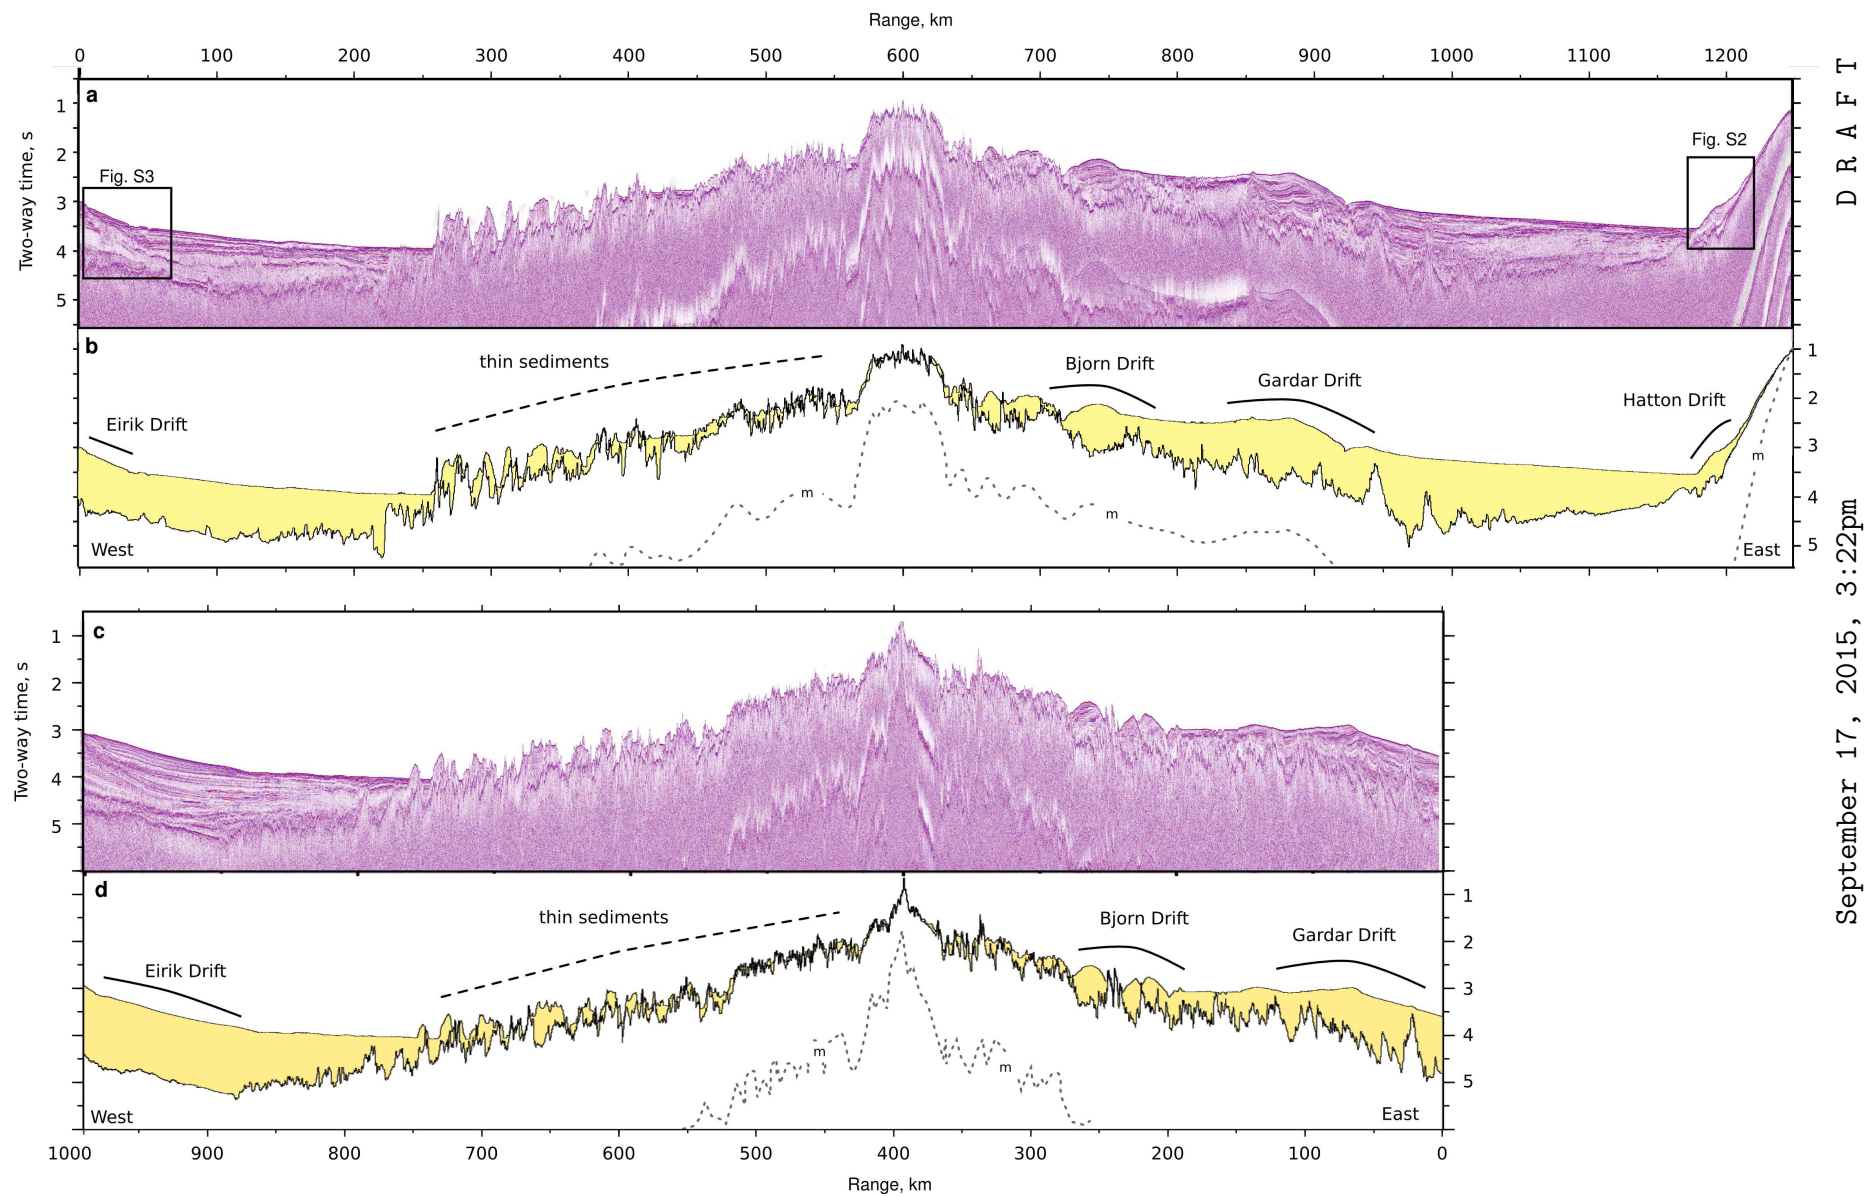 Range, km
0 100 200 300 400 500 600 700 800 900 1000 1100 1200
a
Two-way time, s
1
2
3
4
5
Fig. S3
Fig. S2
b
thin sediments
Bjorn Drift
Gardar Drift
Hatton Drift
Eirik Drift
m
m
m
West
East
1
2
3
4
5
c
Two-way time, s
1
2
3
4
5
d
thin sediments
Bjorn Drift
Gardar Drift
Eirik Drift
m
m
West
East
1
2
3
4
5
1000 900 800 700 600 500 400 300 200 100 0
Range, km
D R A F T
September 17, 2015, 3:22pm